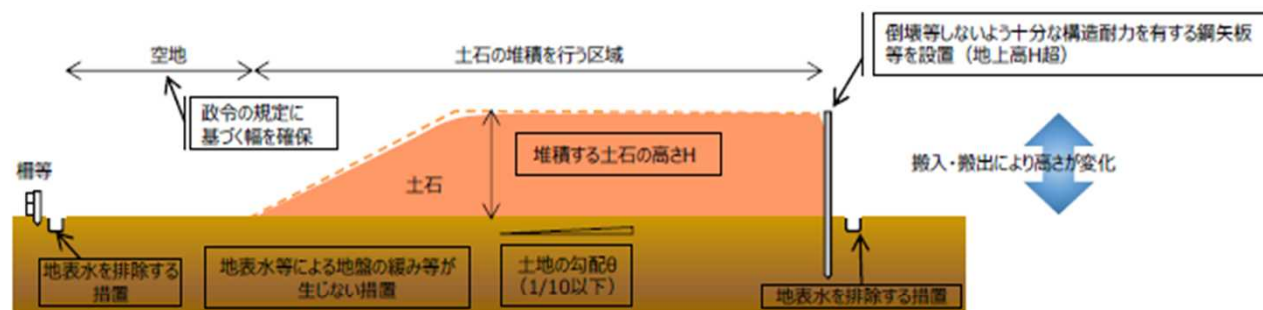 倒壊等しないよう十分な構造耐力を有する鋼矢板
等を設置（地上高H超）
空地
土石の堆積を行う区域
政令の規定に
基づく幅を確保
堆積する土石の高さH
搬入・搬出により高さが変化
柵等
土石
地表水を排除する
措置
地表水等による地盤の緩み等が
生じない措置
土地の勾配θ
（1/10以下）
地表水を排除する措置